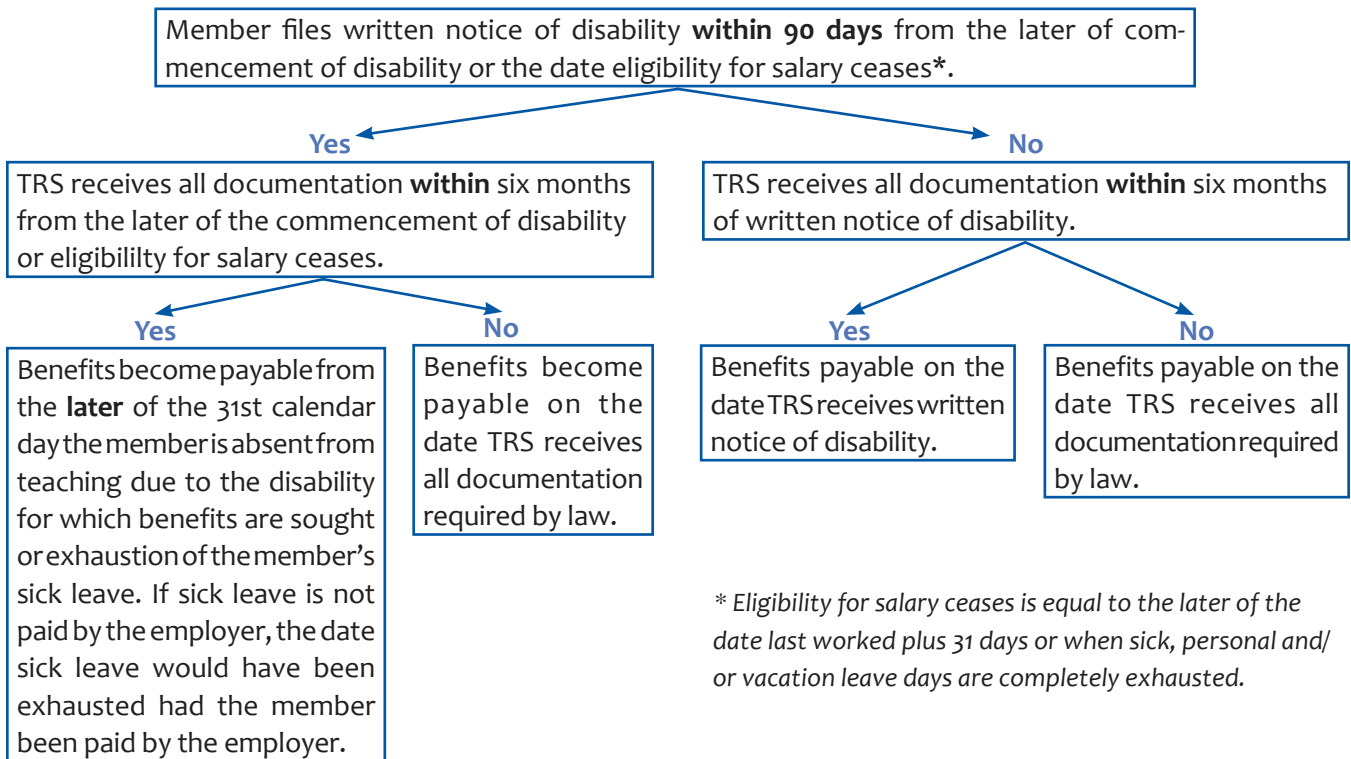 Member files written notice of disability within 90 days from the later of com-
mencement of disability or the date eligibility for salary ceases*.
Yes
No
TRS receives all documentation within six months
from the later of the commencement of disability
or eligibililty for salary ceases.
TRS receives all documentation within six months
of written notice of disability.
Yes
No
Yes
No
Benefits become payable from
the later of the 31st calendar
day the member is absent from
teaching due to the disability
for which benefits are sought
or exhaustion of the member's
sick leave. If sick leave is not
paid by the employer, the date
sick leave would have been
exhausted had the member
been paid by the employer.
Benefits become
payable on the
date TRS receives
all documentation
required by law.
Benefits payable on the
date TRS receives written
notice of disability.
Benefits payable on the
date TRS receives all
documentation required
by law.
* Eligibility for salary ceases is equal to the later of the
date last worked plus 31 days or when sick, personal and/
or vacation leave days are completely exhausted.